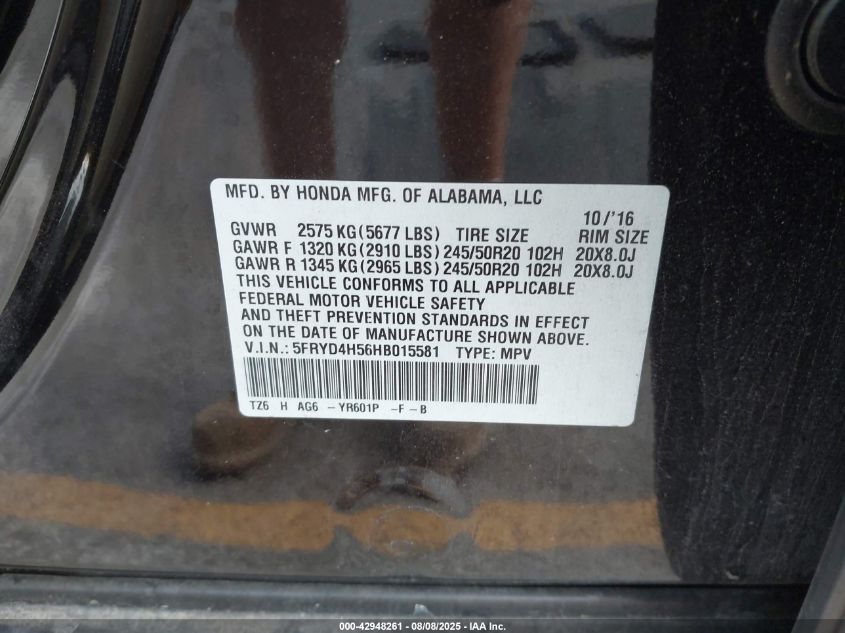 MFD. BY HONDA MFG. OF ALABAMA, LLC
10/'16
GVWR 2575 KG(5677 LBS) TIRE SIZE RIM SIZE
GAWR F 1320 KG(2910 LBS) 245/50R20 102H 20X8.0J
GAWR R 1345 KG(2965 LBS) 245/50R20 102H 20X8.0J
THIS VEHICLE CONFORMS TO ALL APPLICABLE
FEDERAL MOTOR VEHICLE SAFETY
AND THEFT PREVENTION STANDARDS IN EFFECT
ON THE DATE OF MANUFACTURE SHOWN ABOVE.
V.I.N.: 5FRYD4H56HB015581 TYPE: MPV
TZ6 H AG6 -YR601P -F-B
000-42948261 - 08/08/2025 - IAA Inc.